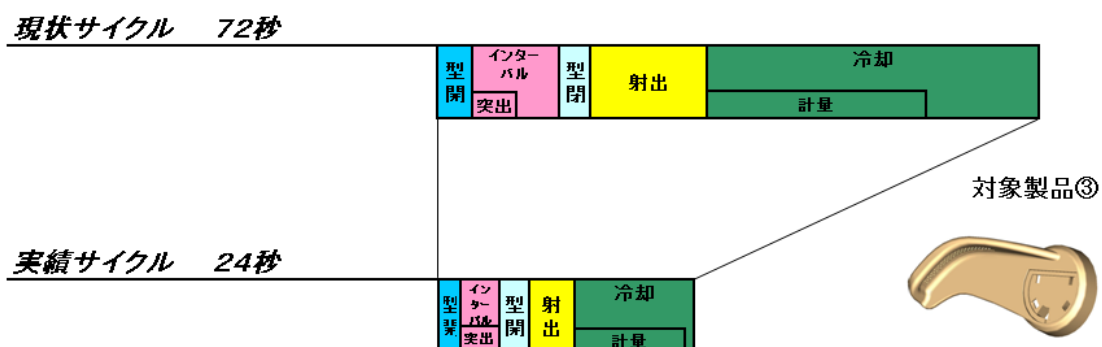 現状サイクル 72秒
型開
インターバル
突出
型閉
射出
冷却
計量
対象製品③
実績サイクル 24秒
型開
インターバル
突出
型開
射出
冷却
計量